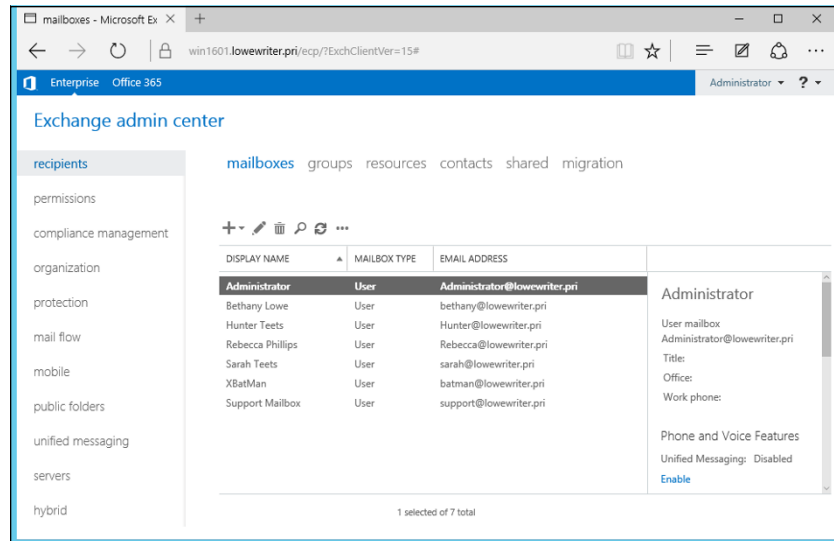 mailboxes - Microsoft Ex
win1601.lowewriter.pri/ecp/?ExchClientVer=15#
Enterprise Office 365
Administrator ?
Exchange admin center
recipients
permissions
compliance management
organization
protection
mail flow
mobile
public folders
unified messaging
servers
hybrid
mailboxes groups resources contacts shared migration
DISPLAY NAME MAILBOX TYPE EMAIL ADDRESS
Administrator User Administrator@lowewriter.pri
Bethany Lowe User bethany@lowewriter.pri
Hunter Teets User Hunter@lowewriter.pri
Rebecca Phillips User Rebecca@lowewriter.pri
Sarah Teets User sarah@lowewriter.pri
XBatMan User batman@lowewriter.pri
Support Mailbox User support@lowewriter.pri
1 selected of 7 total
Administrator
User mailbox
Administrator@lowewriter.pri
Title:
Office:
Work phone:
Phone and Voice Features
Unified Messaging: Disabled
Enable